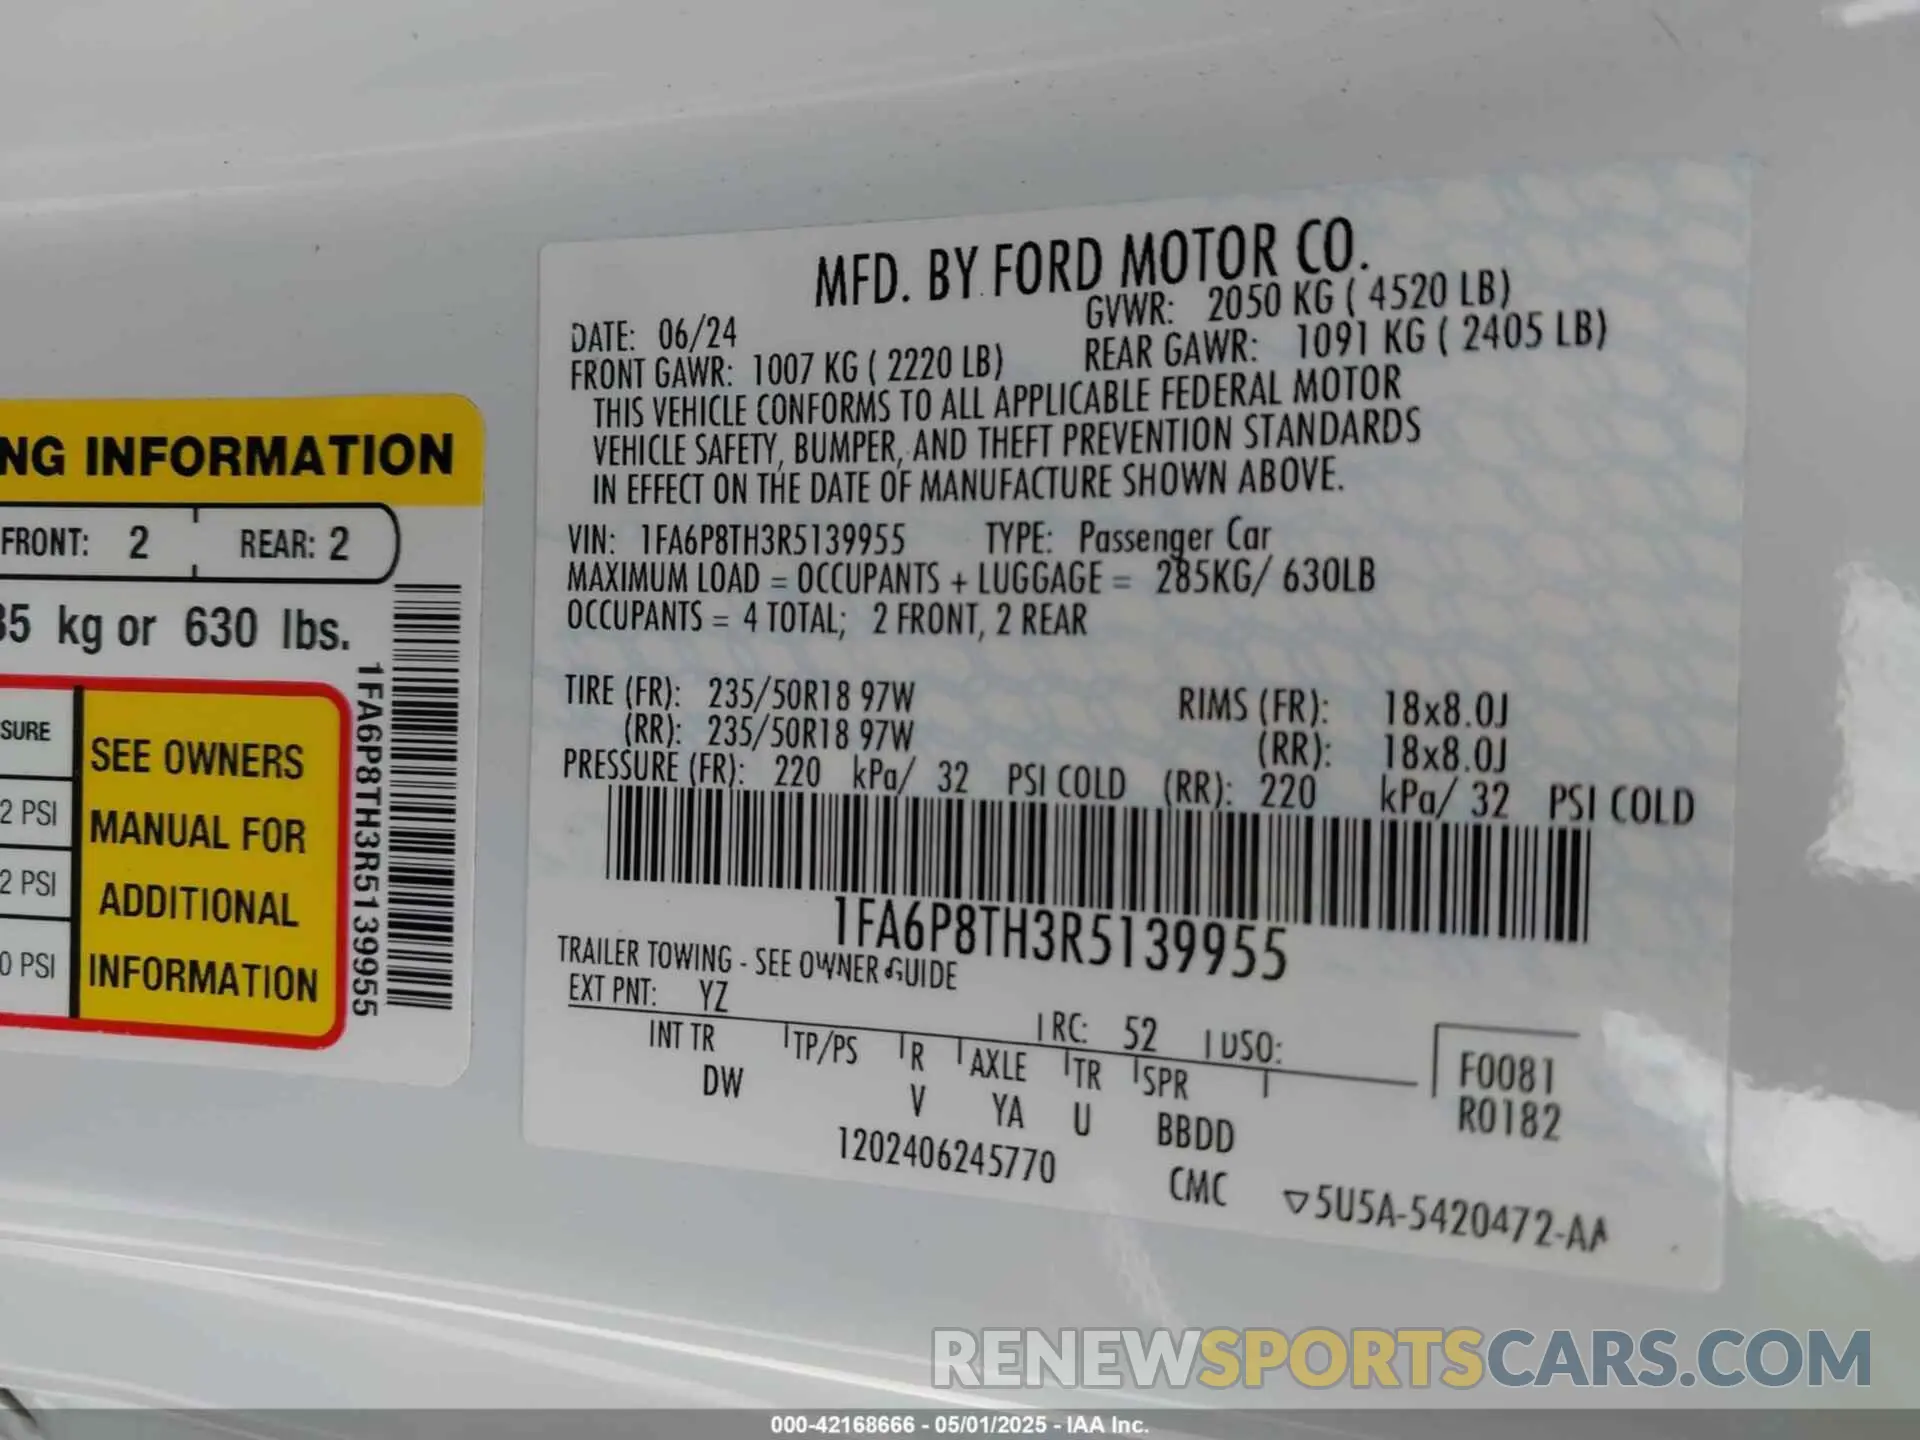 NG INFORMATION
FRONT: 2 REAR: 2
35 kg or 630 lbs.
SURE
2 PSI
2 PSI
0 PSI
SEE OWNERS
MANUAL FOR
ADDITIONAL
INFORMATION
1FA6P8TH3R5139955
MFD. BY FORD MOTOR CO.
DATE: 06/24 GVWR: 2050 KG ( 4520 LB)
FRONT GAWR: 1007 KG ( 2220 LB) REAR GAWR: 1091 KG ( 2405 LB)
THIS VEHICLE CONFORMS TO ALL APPLICABLE FEDERAL MOTOR
VEHICLE SAFETY, BUMPER, AND THEFT PREVENTION STANDARDS
IN EFFECT ON THE DATE OF MANUFACTURE SHOWN ABOVE.
VIN: 1FA6P8TH3R5139955 TYPE: Passenger Car
MAXIMUM LOAD = OCCUPANTS + LUGGAGE = 285KG/ 630LB
OCCUPANTS = 4 TOTAL; 2 FRONT, 2 REAR
TIRE (FR): 235/50R18 97W RIMS (FR): 18x8.0J
(RR): 235/50R18 97W (RR): 18x8.0J
PRESSURE (FR): 220 kPa/ 32 PSI COLD (RR): 220 kPa/ 32 PSI COLD
1FA6P8TH3R5139955
TRAILER TOWING - SEE OWNER GUIDE
EXT PNT: YZ RC: 52 DSO:
INT TR TP/PS R AXLE TR SPR
DW V YA U BBDD
F0081
R0182
1202406245770 CMC ▽5U5A-5420472-AA
RENEWSPORTSCARS.COM
000-42168666 - 05/01/2025 - IAA Inc.